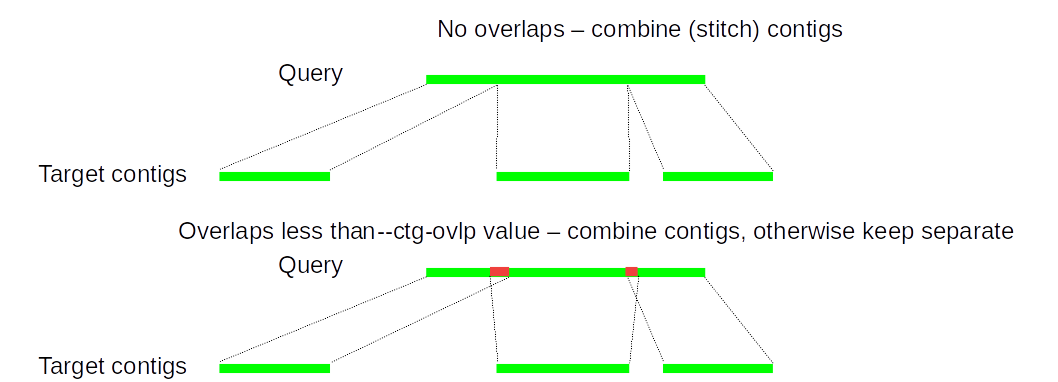 No overlaps – combine (stitch) contigs
Query
Target contigs
Overlaps less than--ctg-ovlp value – combine contigs, otherwise keep separate
Query
Target contigs